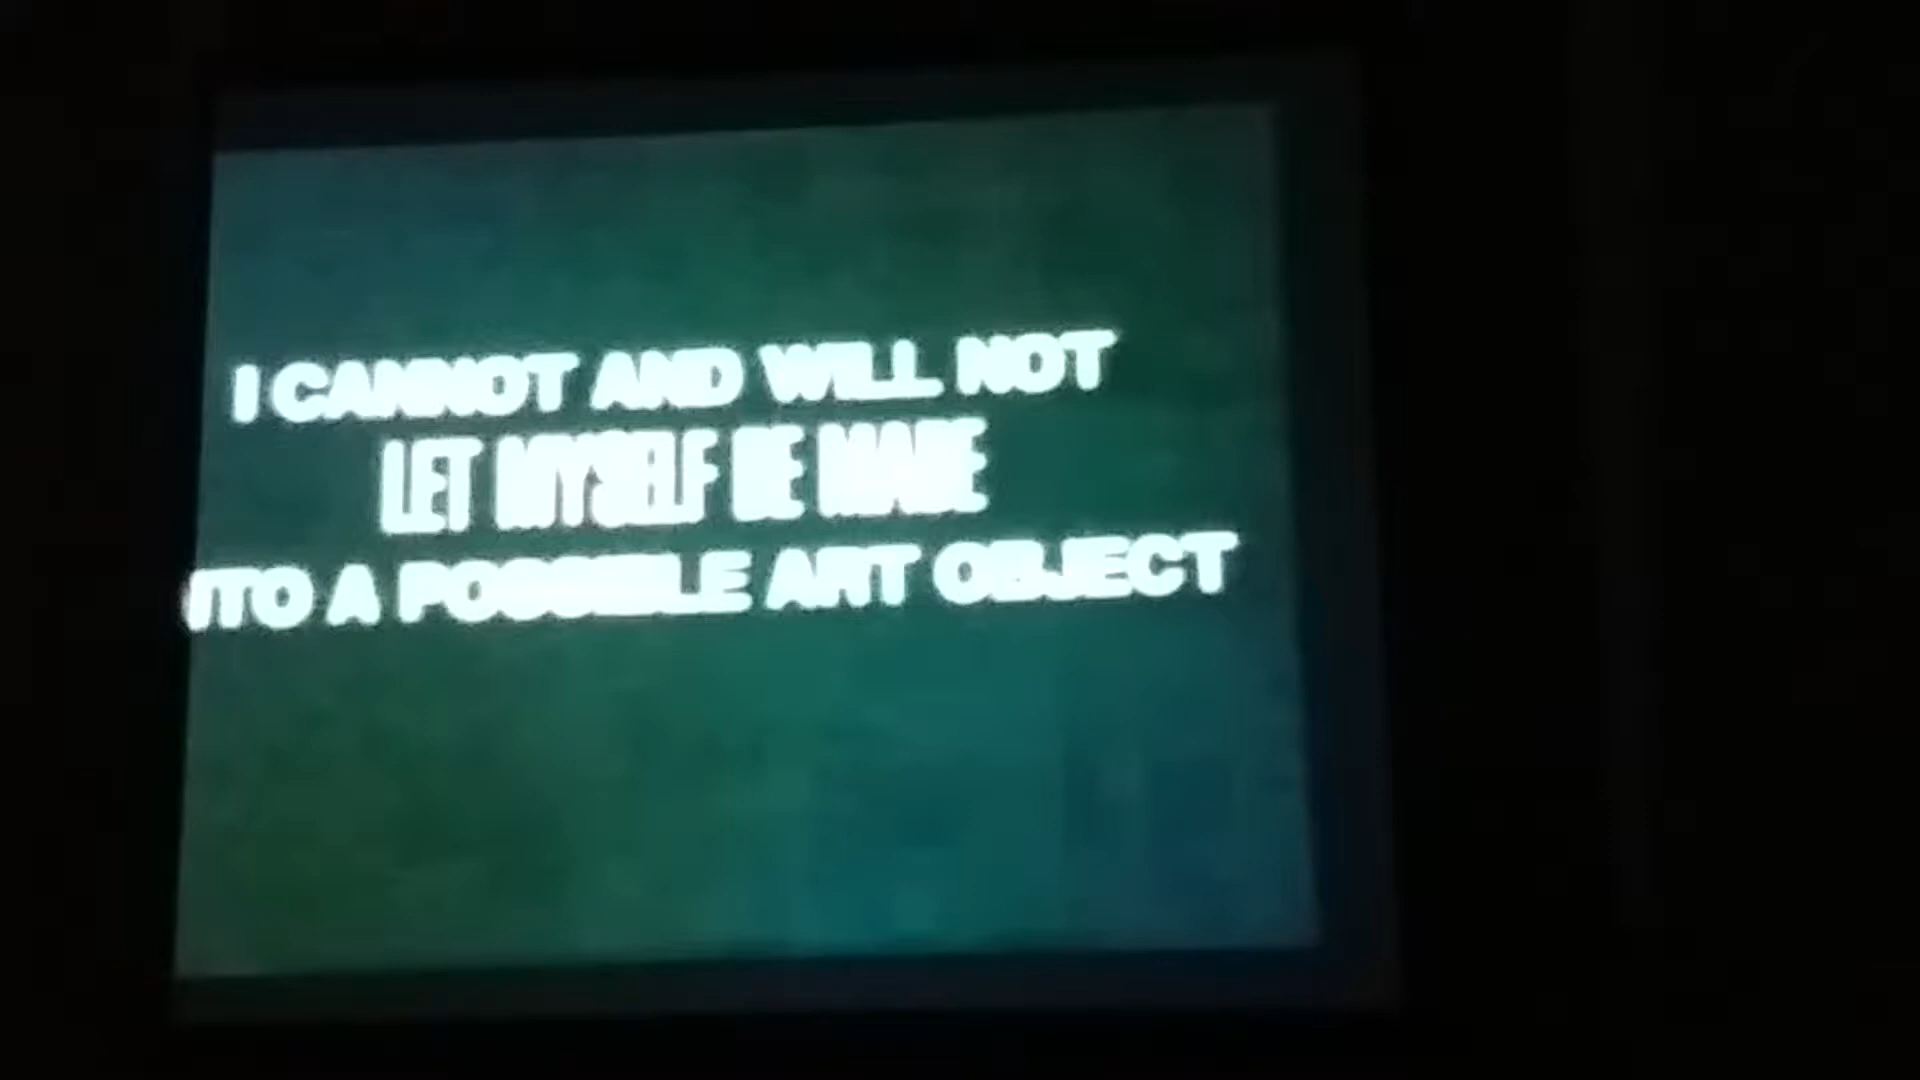 I CANNOT AND WILL NOT
LET MYSELF BE MADE
ITO A POSSIBLE ART OBJECT